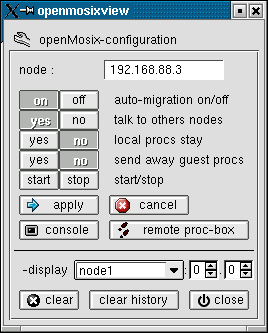 openmosixview
openMosix-configuration
node : 192.168.88.3
on off auto-migration on/off
yes no talk to others nodes
yes no local procs stay
yes no send away guest procs
start stop start/stop
apply cancel
console remote proc-box
-display node1 : 0 . 0
clear clear history close